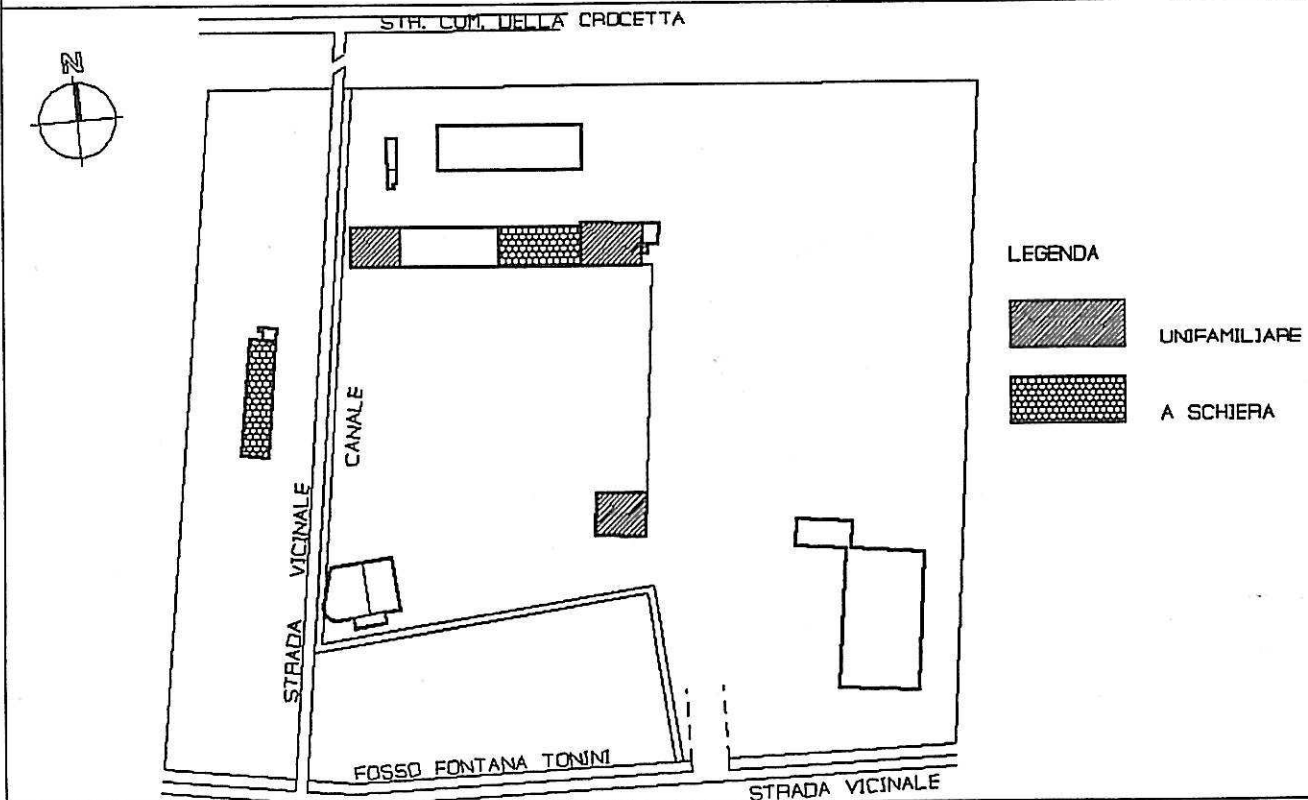 STR. COM. DELLA CROCETTA
N
LEGENDA
UNIFAMILIARE
A SCHIERA
CANALE
STRADA VICINALE
FOSSO FONTANA TONINI
STRADA VICINALE